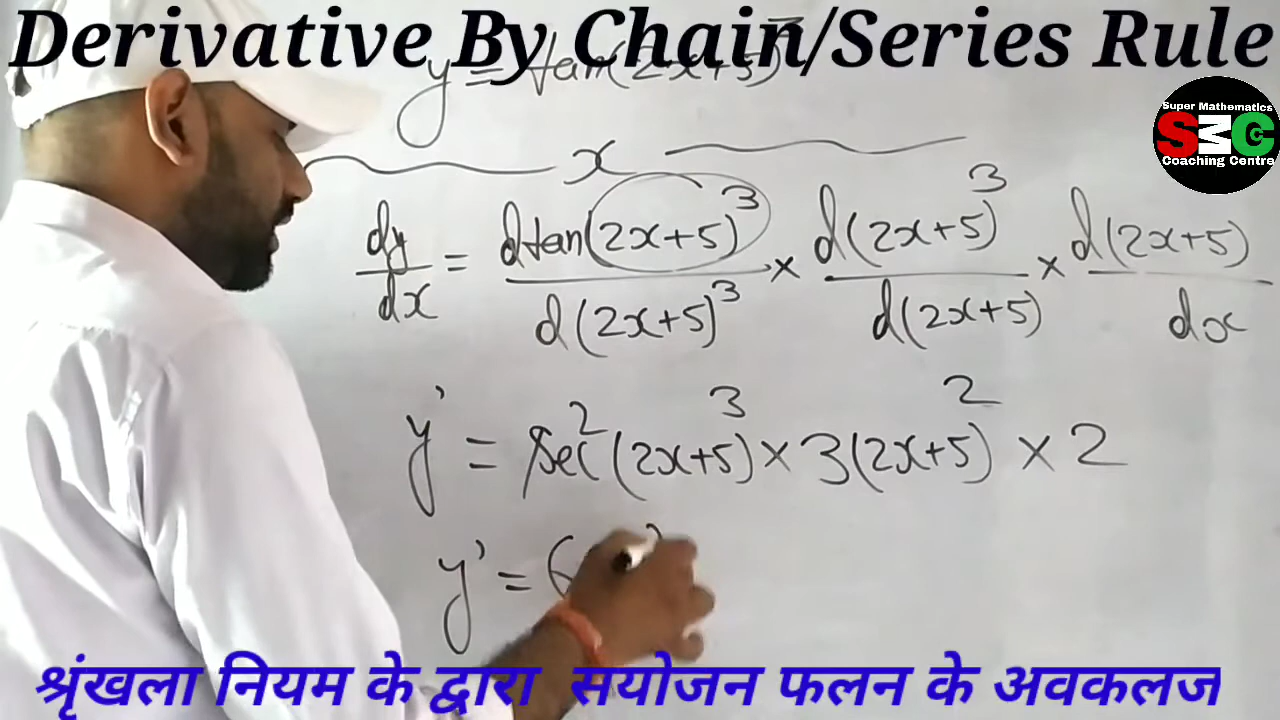 Derivative By Chain/Series Rule
y = tan(2x+5)
Super Mathematics
SMC
Coaching Centre
x
dy/dx = dtan(2x+5)³/d(2x+5)³ × d(2x+5)³/d(2x+5) × d(2x+5)/dx
y' = sec²(2x+5)³ × 3(2x+5)² × 2
y' = 6
श्रृंखला नियम के द्वारा सयोजन फलन के अवकलज